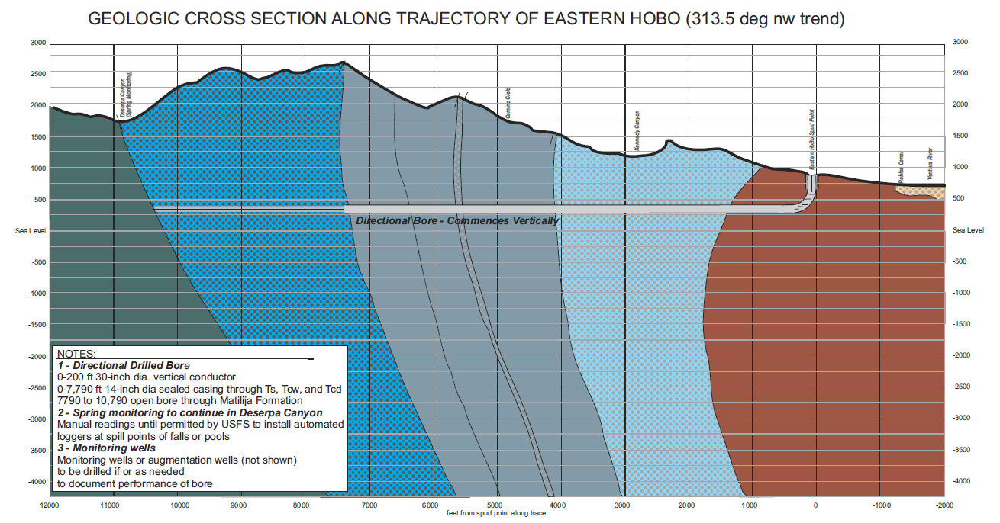 GEOLOGIC CROSS SECTION ALONG TRAJECTORY OF EASTERN HOBO (313.5 deg nw trend)
3000
2500
2000
1500
1000
500
Sea Level
-500
-1000
-1500
-2000
-2500
-3000
-3500
-4000
Deserpa Canyon
(Spring Monitoring)
Camino Cielo
Kennedy Canyon
Eastern HoBo Spud Point
Robles Canal
Ventura River
3000
2500
2000
1500
1000
500
Sea Level
-500
-1000
-1500
-2000
-2500
-3000
-3500
-4000
Directional Bore - Commences Vertically
NOTES:
1 - Directional Drilled Bore
0-200 ft 30-inch dia. vertical conductor
0-7,790 ft 14-inch dia sealed casing through Ts, Tcw, and Tcd
7790 to 10,790 open bore through Matilija Fomation
2 - Spring monitoring to continue in Deserpa Canyon
Manual readings until permitted by USFS to install automated
loggers at spill points of falls or pools
3 - Monitoring wells
Monitoring wells or augmentation wells (not shown)
to be drilled if or as needed
to document performance of bore
12000 11000 10000 9000 8000 7000 6000 5000 4000 3000 2000 1000 0 -1000 -2000
feet from spud point along trace